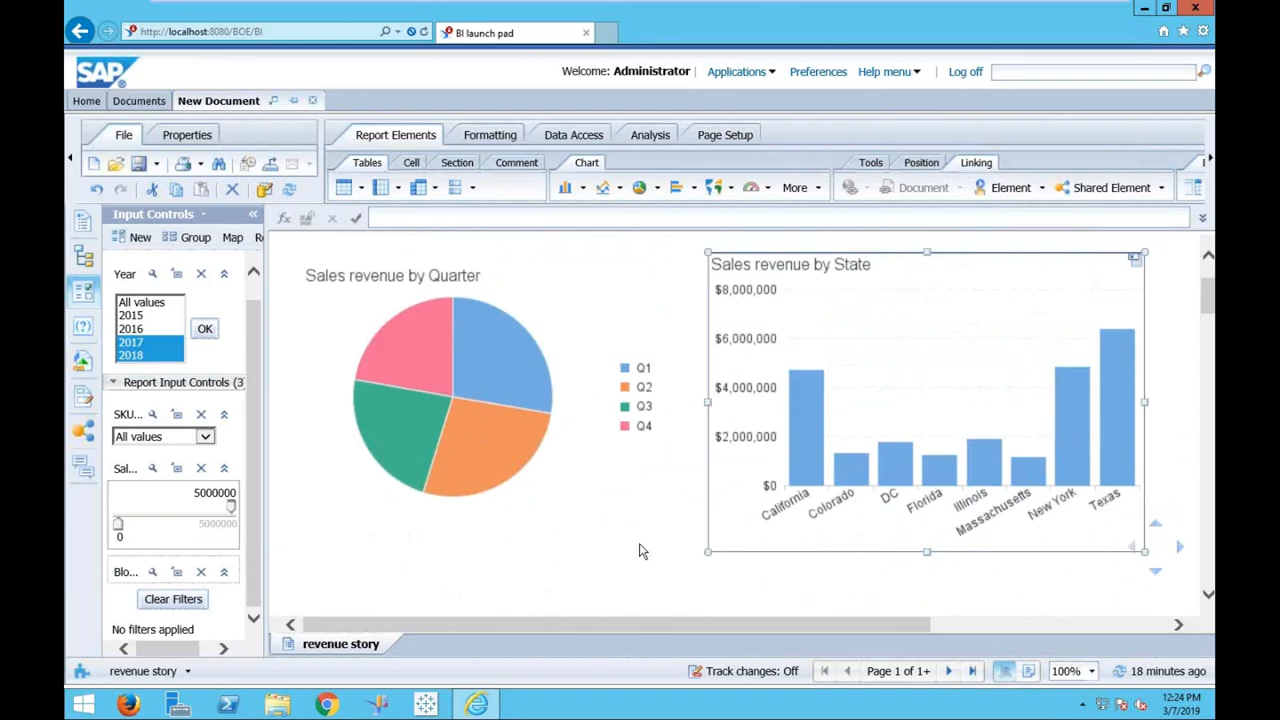 http://localhost:8080/BOE/BI
BI launch pad
SAP
Welcome: Administrator
Applications
Preferences
Help menu
Log off
Home
Documents
New Document
File
Properties
Report Elements
Formatting
Data Access
Analysis
Page Setup
Tables
Cell
Section
Comment
Chart
Tools
Position
Linking
More
Document
Element
Shared Element
Input Controls
New
Group
Map
Year
All values
2015
2016
2017
2018
OK
Report Input Controls (3
SKU...
All values
Sal...
5000000
5000000
0
Blo...
Clear Filters
No filters applied
Sales revenue by Quarter
Q1
Q2
Q3
Q4
Sales revenue by State
$8,000,000
$6,000,000
$4,000,000
$2,000,000
$0
California
Colorado
DC
Florida
Illinois
Massachusetts
New York
Texas
revenue story
revenue story
Track changes: Off
Page 1 of 1+
100%
18 minutes ago
12:24 PM
3/7/2019